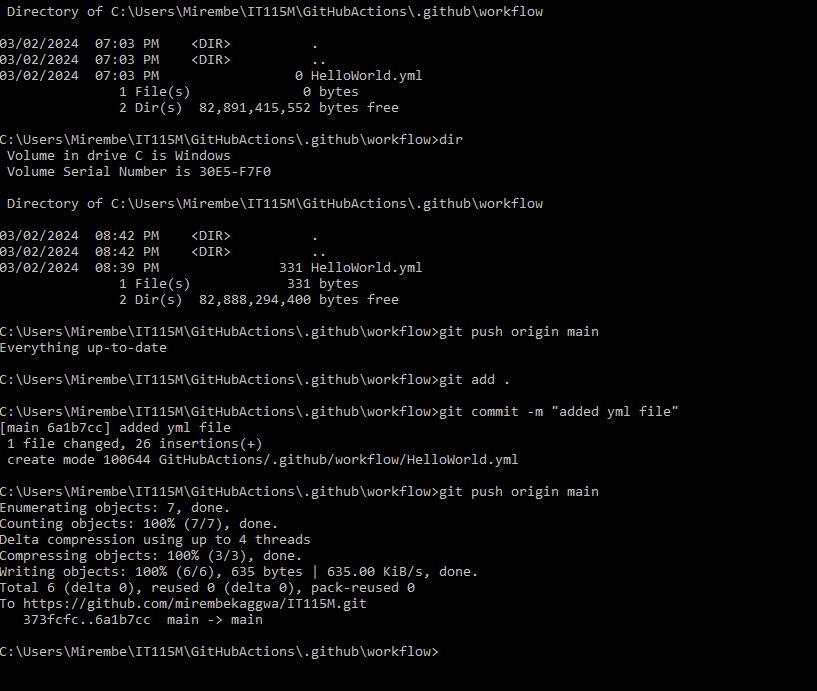 Directory of C:\Users\Mirembe\IT115M\GitHubActions\.github\workflow
03/02/2024  07:03 PM    <DIR>          .
03/02/2024  07:03 PM    <DIR>          ..
03/02/2024  07:03 PM                 0 HelloWorld.yml
               1 File(s)              0 bytes
               2 Dir(s)  82,891,415,552 bytes free
C:\Users\Mirembe\IT115M\GitHubActions\.github\workflow>dir
 Volume in drive C is Windows
 Volume Serial Number is 30E5-F7F0
 Directory of C:\Users\Mirembe\IT115M\GitHubActions\.github\workflow
03/02/2024  08:42 PM    <DIR>          .
03/02/2024  08:42 PM    <DIR>          ..
03/02/2024  08:39 PM               331 HelloWorld.yml
               1 File(s)            331 bytes
               2 Dir(s)  82,888,294,400 bytes free
C:\Users\Mirembe\IT115M\GitHubActions\.github\workflow>git push origin main
Everything up-to-date
C:\Users\Mirembe\IT115M\GitHubActions\.github\workflow>git add .
C:\Users\Mirembe\IT115M\GitHubActions\.github\workflow>git commit -m "added yml file"
[main 6a1b7cc] added yml file
 1 file changed, 26 insertions(+)
 create mode 100644 GitHubActions/.github/workflow/HelloWorld.yml
C:\Users\Mirembe\IT115M\GitHubActions\.github\workflow>git push origin main
Enumerating objects: 7, done.
Counting objects: 100% (7/7), done.
Delta compression using up to 4 threads
Compressing objects: 100% (3/3), done.
Writing objects: 100% (6/6), 635 bytes | 635.00 KiB/s, done.
Total 6 (delta 0), reused 0 (delta 0), pack-reused 0
To https://github.com/mirembekaggwa/IT115M.git
   373fcfc..6a1b7cc  main -> main
C:\Users\Mirembe\IT115M\GitHubActions\.github\workflow>